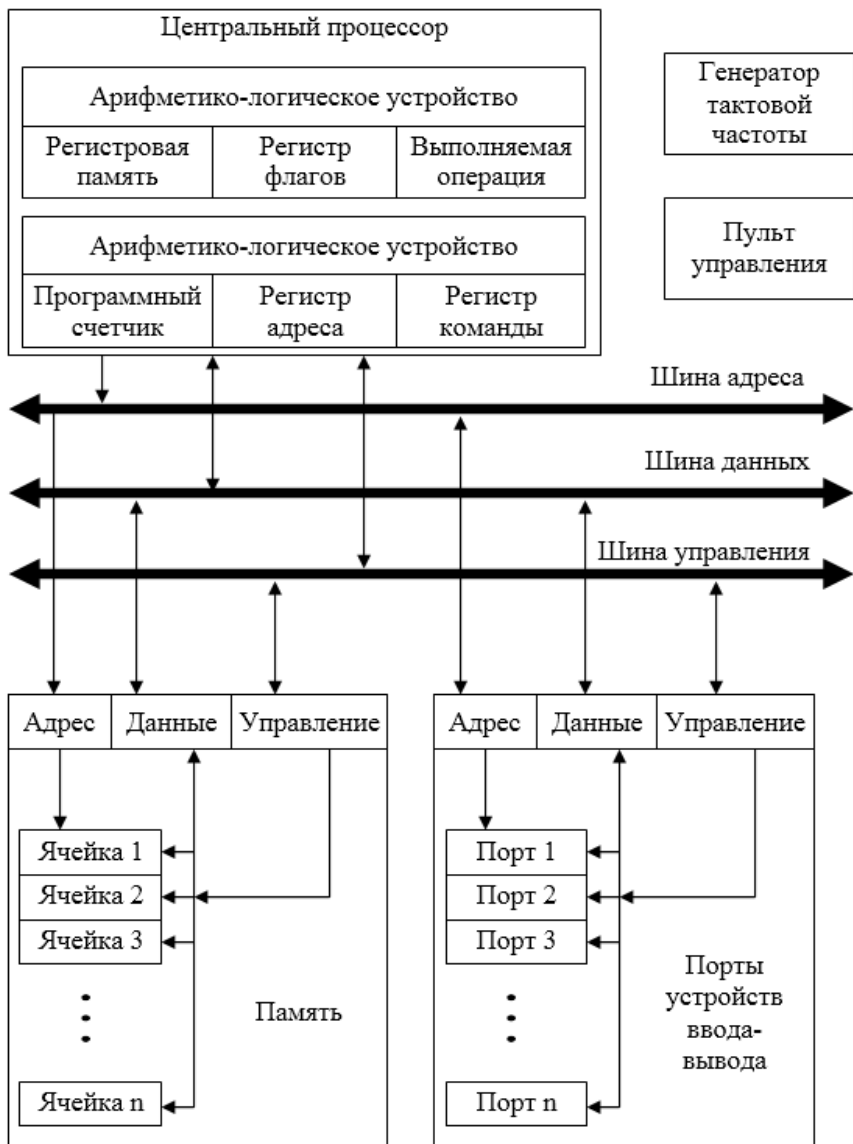 Центральный процессор
Арифметико-логическое устройство
Регистровая
память
Регистр
флагов
Выполняемая
операция
Арифметико-логическое устройство
Программный
счетчик
Регистр
адреса
Регистр
команды
Генератор
тактовой
частоты
Пульт
управления
Шина адреса
Шина данных
Шина управления
Адрес
Данные
Управление
Ячейка 1
Ячейка 2
Ячейка 3
Память
Ячейка n
Адрес
Данные
Управление
Порт 1
Порт 2
Порт 3
Порты
устройств
ввода-
вывода
Порт n